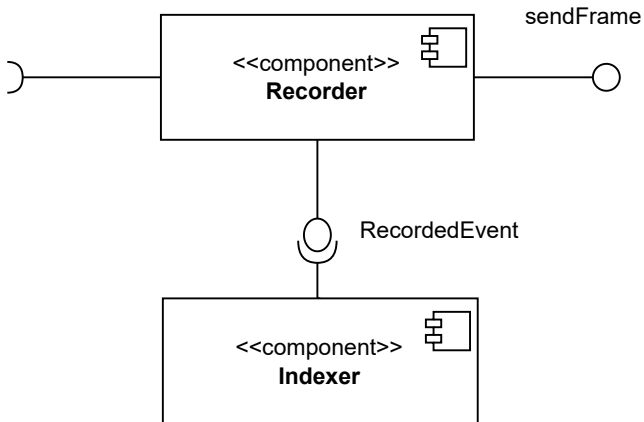 sendFrame
<<component>>
Recorder
RecordedEvent
<<component>>
Indexer